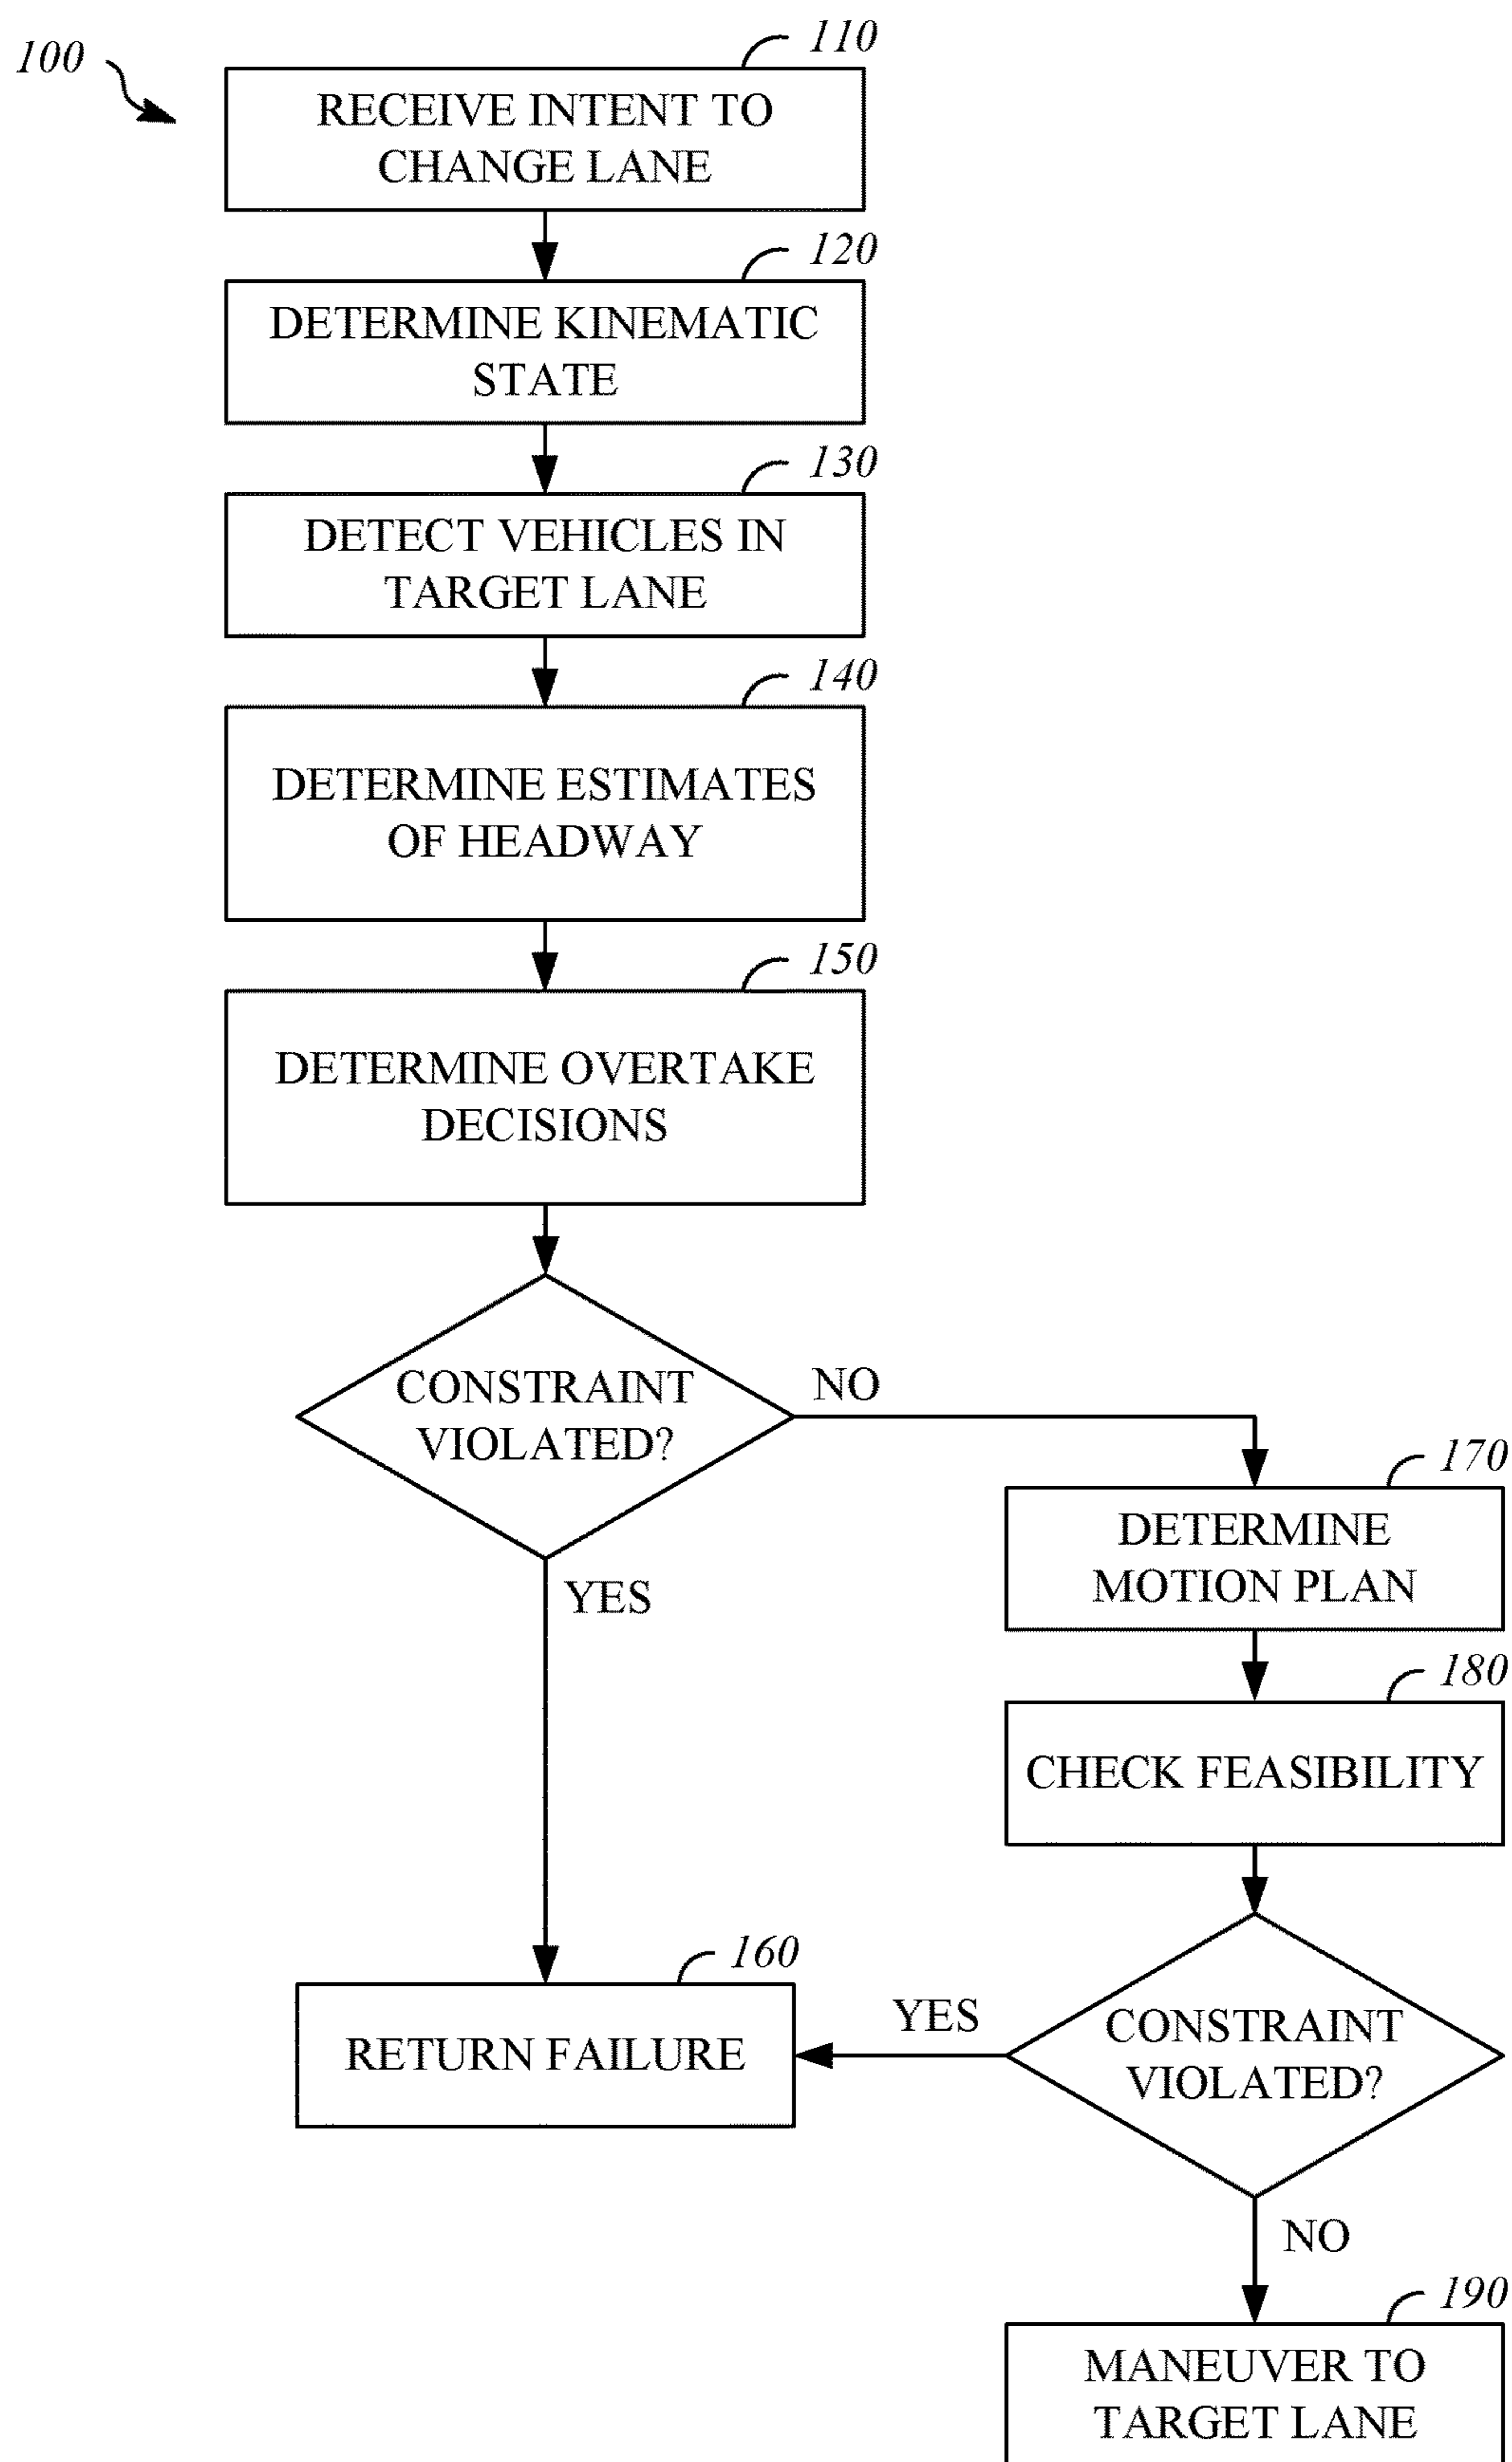 100
110
RECEIVE INTENT TO
CHANGE LANE
120
DETERMINE KINEMATIC
STATE
130
DETECT VEHICLES IN
TARGET LANE
140
DETERMINE ESTIMATES
OF HEADWAY
150
DETERMINE OVERTAKE
DECISIONS
CONSTRAINT
VIOLATED?
NO
YES
170
DETERMINE
MOTION PLAN
180
CHECK FEASIBILITY
160
RETURN FAILURE
YES
CONSTRAINT
VIOLATED?
NO
190
MANEUVER TO
TARGET LANE